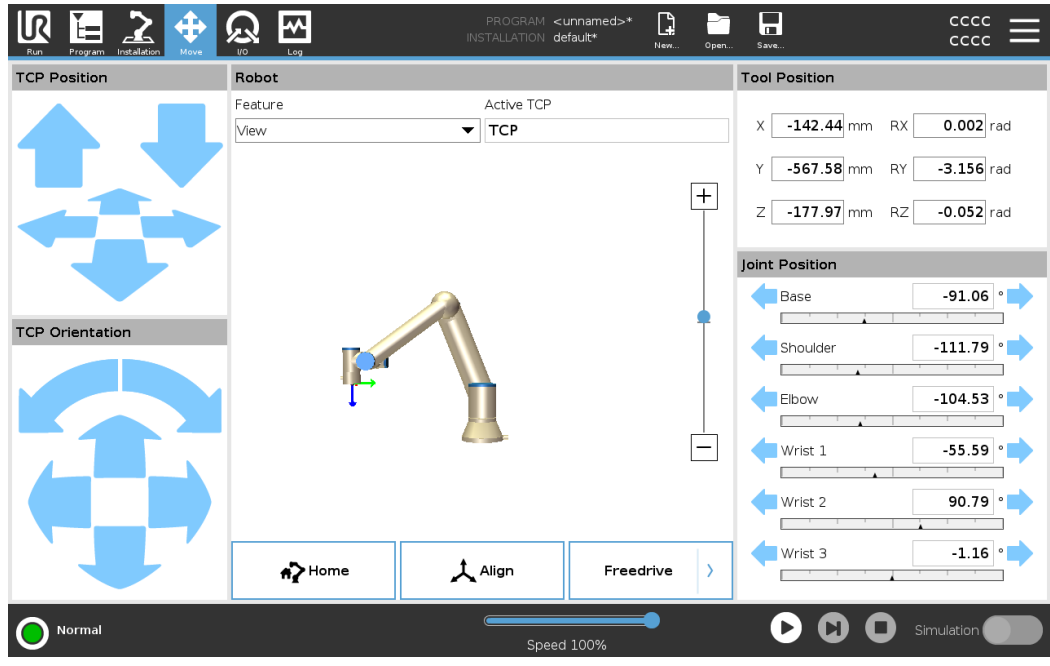 PROGRAM <unnamed>*
INSTALLATION default*
CCCC
CCCC
Run Program Installation Move I/O Log New... Open... Save...
TCP Position
Robot
Feature Active TCP
View TCP
+
−
Home Align Freedrive
TCP Orientation
Tool Position
X -142.44 mm RX 0.002 rad
Y -567.58 mm RY -3.156 rad
Z -177.97 mm RZ -0.052 rad
Joint Position
Base -91.06 °
Shoulder -111.79 °
Elbow -104.53 °
Wrist 1 -55.59 °
Wrist 2 90.79 °
Wrist 3 -1.16 °
Normal
Speed 100%
Simulation